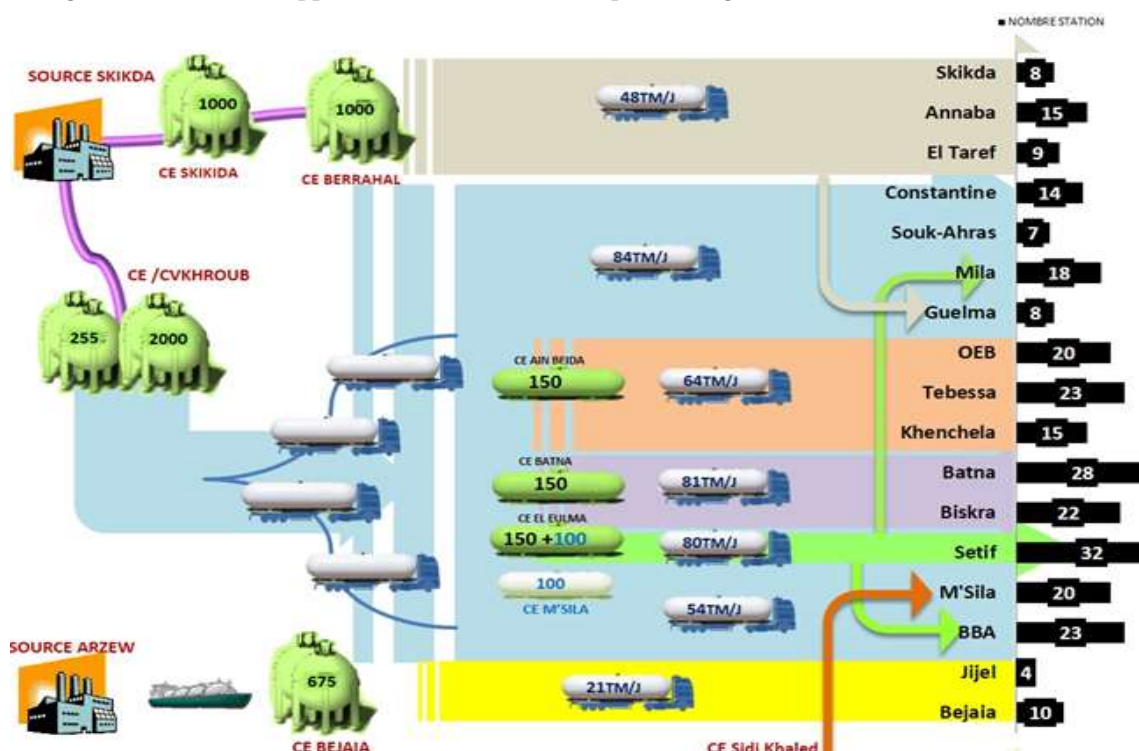 ■ NOMBRE STATION
SOURCE SKIKDA
1000
CE SKIKIDA
1000
CE BERRAHAL
48TM/J
Skikda 8
Annaba 15
El Taref 9
CE /CVKHROUB
255
2000
84TM/J
Constantine 14
Souk-Ahras 7
Mila 18
Guelma 8
CE AIN BEIDA
150
64TM/J
OEB 20
Tebessa 23
Khenchela 15
CE BATNA
150
81TM/J
Batna 28
Biskra 22
CE EL EULMA
150 +100
80TM/J
Setif 32
100
CE M'SILA
54TM/J
M'Sila 20
BBA 23
SOURCE ARZEW
675
CE BEJAIA
21TM/J
Jijel 4
Bejaia 10
CE Sidi Khaled